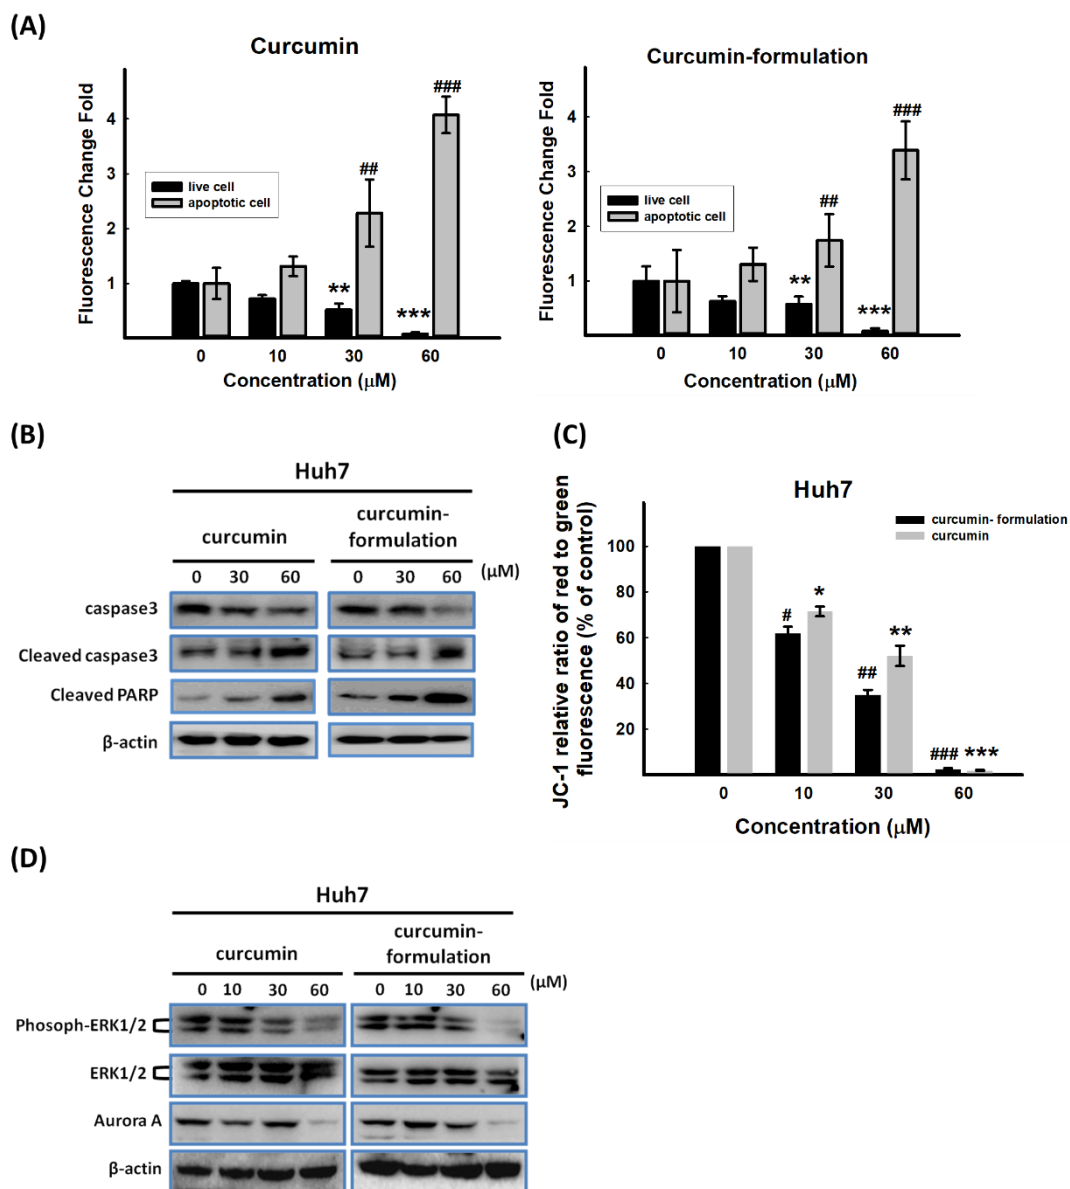 (A)
Curcumin
Fluorescence Change Fold
4
3
2
1
live cell
apoptotic cell
##
###
**
***
0 10 30 60
Concentration (μM)
Curcumin-formulation
Fluorescence Change Fold
4
3
2
1
live cell
apoptotic cell
##
###
**
***
0 10 30 60
Concentration (μM)
(B)
Huh7
curcumin
curcumin-
formulation
0 30 60 0 30 60 (μM)
caspase3
Cleaved caspase3
Cleaved PARP
β-actin
(C)
Huh7
JC-1 relative ratio of red to green
fluorescence (% of control)
100
80
60
40
20
curcumin- formulation
curcumin
#
*
##
**
###
***
0 10 30 60
Concentration (μM)
(D)
Huh7
curcumin
curcumin-
formulation
0 10 30 60 0 10 30 60 (μM)
Phosoph-ERK1/2
ERK1/2
Aurora A
β-actin